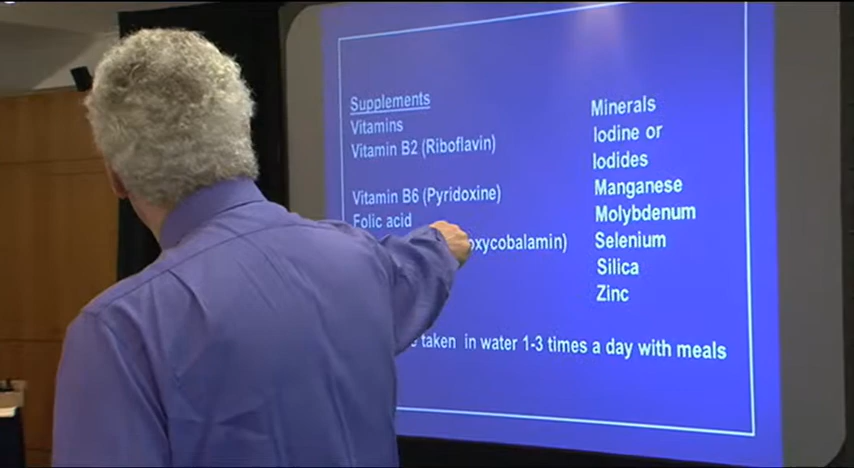 Supplements
Vitamins
Vitamin B2 (Riboflavin)
Vitamin B6 (Pyridoxine)
Folic acid
oxycobalamin)
Minerals
Iodine or
Iodides
Manganese
Molybdenum
Selenium
Silica
Zinc
taken in water 1-3 times a day with meals